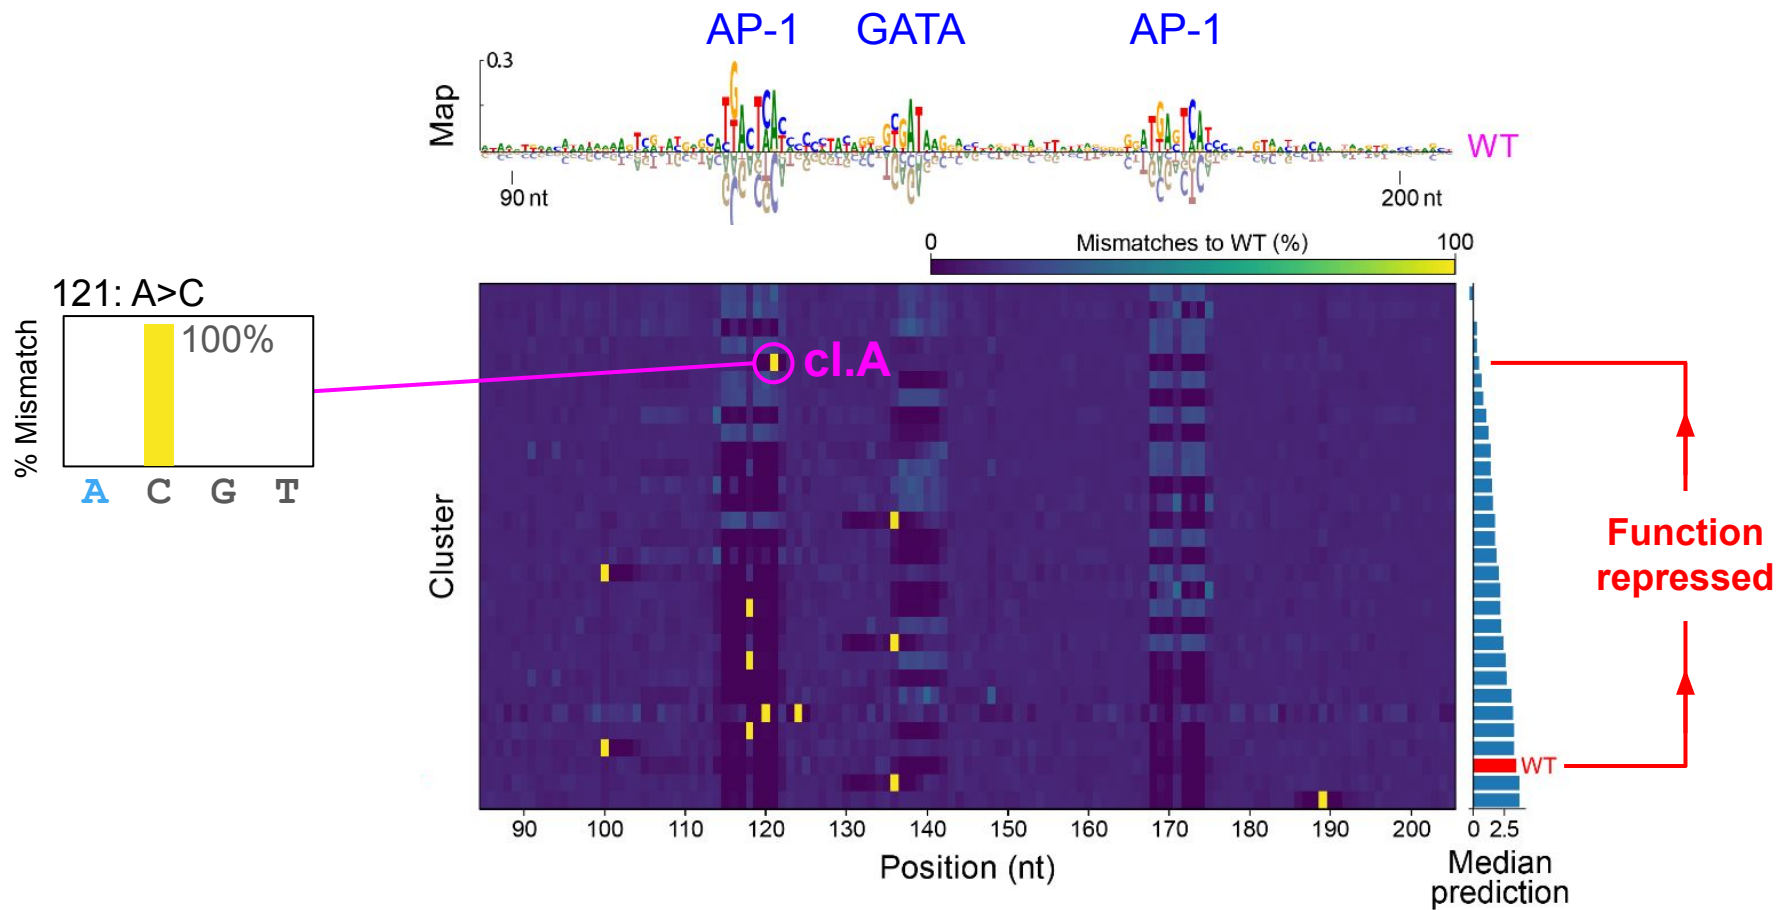 AP-1 GATA AP-1
0.3
Map
WT
90 nt 200 nt
0 Mismatches to WT (%) 100
121: A>C
% Mismatch
100%
A C G T
cl.A
Cluster
Function
repressed
WT
90 100 110 120 130 140 150 160 170 180 190 200
Position (nt)
0 2.5
Median
prediction